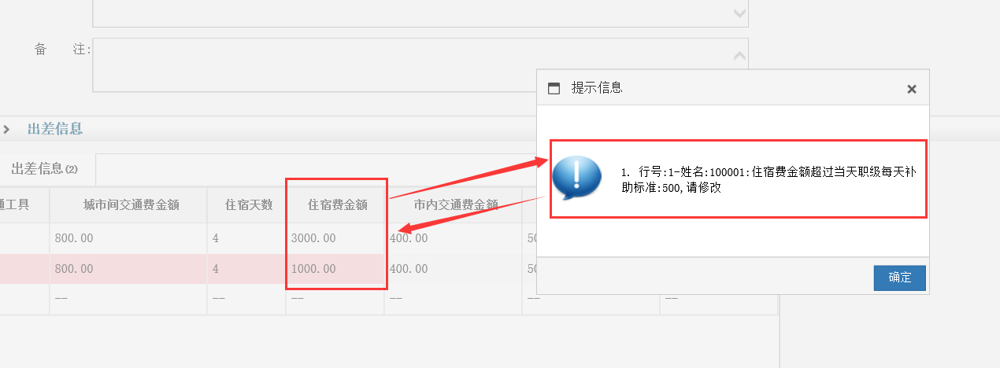 备 注:
提示信息
出差信息
出差信息(2)
1. 行号:1-姓名:100001:住宿费金额超过当天职级每天补
助标准:500,请修改
通工具 城市间交通费金额 住宿天数 住宿费金额 市内交通费金额
800.00 4 3000.00 400.00 50
800.00 4 1000.00 400.00 50
-- -- -- -- -- --
确定